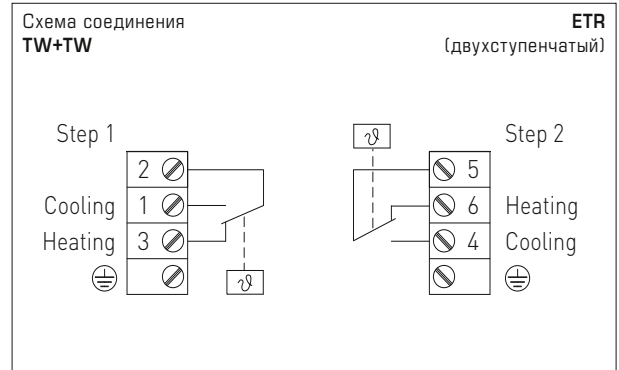 Схема соединения ETR
TW+TW (двухступенчатый)
ϑ
Step 1 Step 2
2 5
Cooling 1 6 Heating
Heating 3 4 Cooling
ϑ